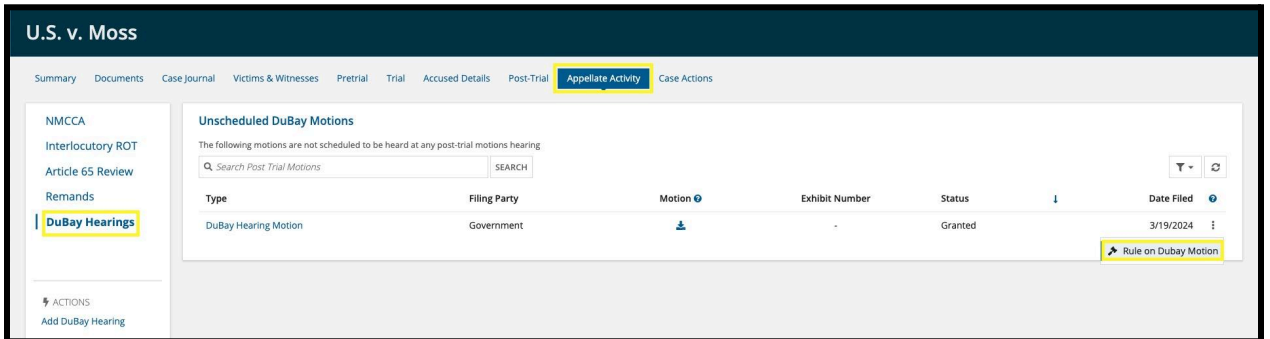 U.S. v. Moss
Summary Documents Case Journal Victims & Witnesses Pretrial Trial Accused Details Post-Trial Appellate Activity Case Actions
NMCCA
Interlocutory ROT
Article 65 Review
Remands
DuBay Hearings
ACTIONS
Add DuBay Hearing
Unscheduled DuBay Motions
The following motions are not scheduled to be heard at any post-trial motions hearing
Search Post Trial Motions SEARCH
Type Filing Party Motion Exhibit Number Status Date Filed
DuBay Hearing Motion Government - Granted 3/19/2024
Rule on Dubay Motion